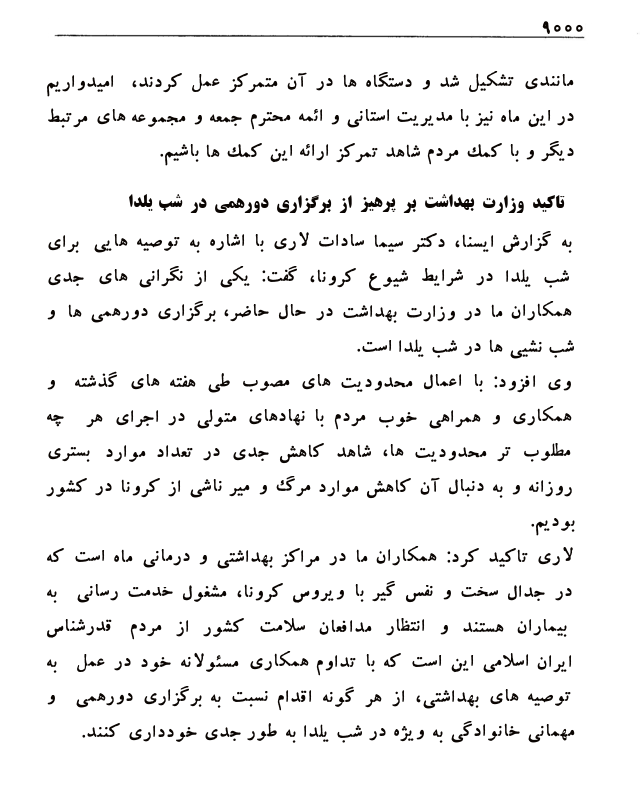 ۹۰۰۰
مانندی تشکیل شد و دستگاه ها در آن متمرکز عمل کردند، امیدواریم
در این ماه نیز با مدیریت استانی و ائمه محترم جمعه و مجموعه های مرتبط
دیگر و با کمك مردم شاهد تمرکز ارائه این کمك ها باشیم.
تاکید وزارت بهداشت بر پرهیز از برگزاری دورهمی در شب یلدا
به گزارش ایسنا، دکتر سیما سادات لاری با اشاره به توصیه هایی برای
شب یلدا در شرایط شیوع کرونا، گفت: یکی از نگرانی های جدی
همکاران ما در وزارت بهداشت در حال حاضر، برگزاری دورهمی ها و
شب نشیی ها در شب یلدا است.
وی افزود: با اعمال محدودیت های مصوب طی هفته های گذشته و
همکاری و همراهی خوب مردم با نهادهای متولی در اجرای هر چه
مطلوب تر محدودیت ها، شاهد کاهش جدی در تعداد موارد بستری
روزانه و به دنبال آن کاهش موارد مرگ و میر ناشی از کرونا در کشور
بودیم.
لاری تاکید کرد: همکاران ما در مراکز بهداشتی و درمانی ماه است که
در جدال سخت و نفس گیر با ویروس کرونا، مشغول خدمت رسانی به
بیماران هستند و انتظار مدافعان سلامت کشور از مردم قدرشناس
ایران اسلامی این است که با تداوم همکاری مسئولانه خود در عمل به
توصیه های بهداشتی، از هر گونه اقدام نسبت به برگزاری دورهمی و
مهمانی خانوادگی به ویژه در شب یلدا به طور جدی خودداری کنند.